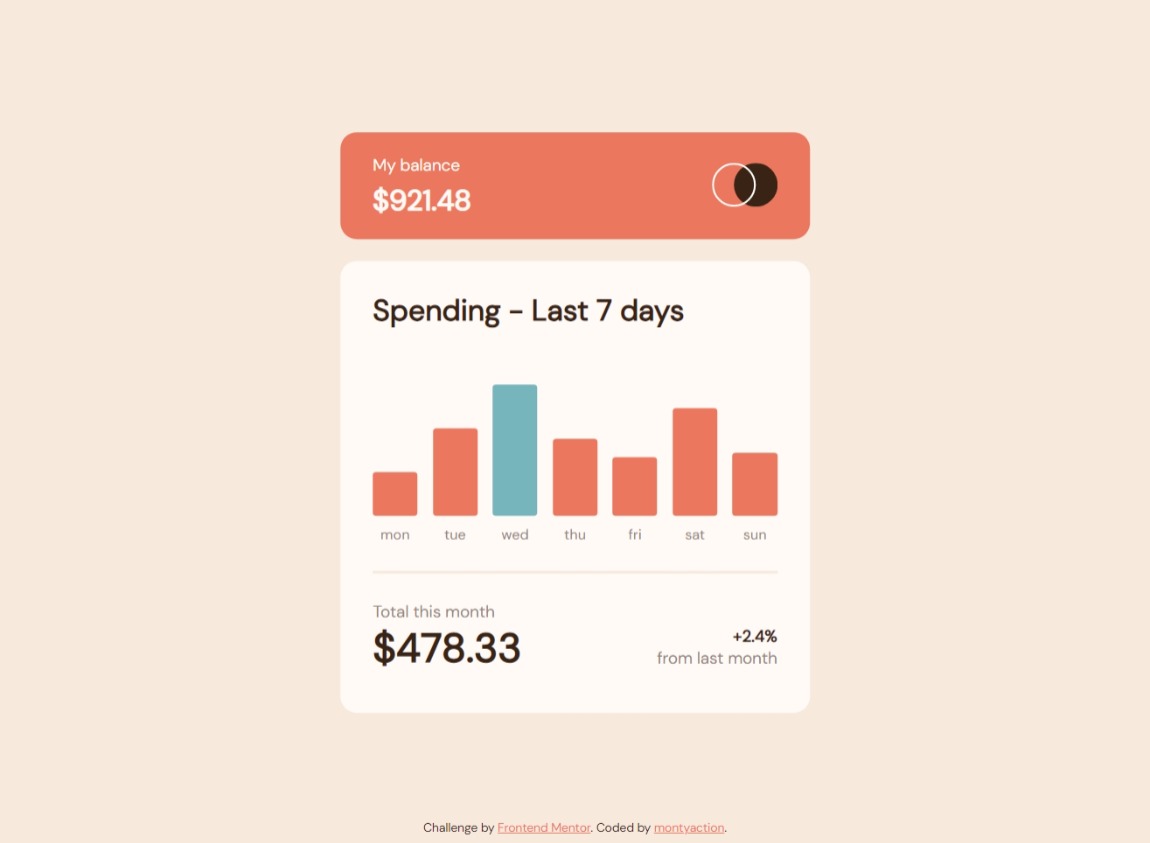 My balance
$921.48
Spending - Last 7 days
mon tue wed thu fri sat sun
Total this month
$478.33
+2.4%
from last month
Challenge by Frontend Mentor. Coded by montyaction.